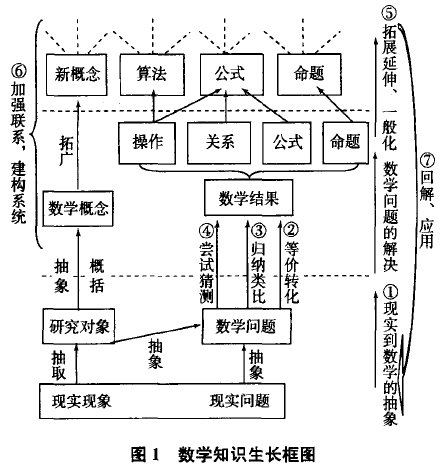 新概念 算法 公式 命题
操作 关系 公式 命题
拓广
数学结果
数学概念
④尝试猜测
③归纳类比
②等价转化
抽象 概括
研究对象 数学问题
抽取 抽象 抽象
现实现象 现实问题
⑥加强联系，建构系统
⑤拓展延伸、一般化
数学问题的解决
①现实到数学的抽象
⑦回解、应用
图1 数学知识生长框图